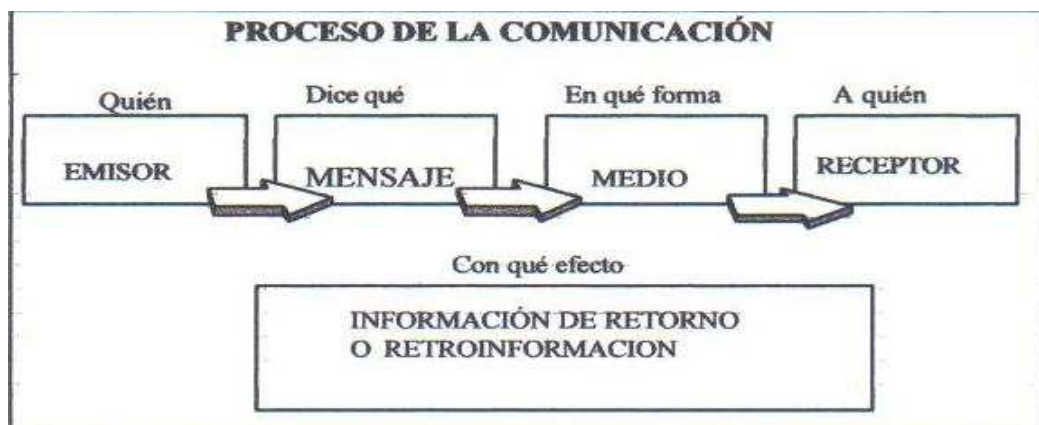 PROCESO DE LA COMUNICACIÓN
Quién
Dice qué
En qué forma
A quién
EMISOR
MENSAJE
MEDIO
RECEPTOR
Con qué efecto
INFORMACIÓN DE RETORNO
O RETROINFORMACION